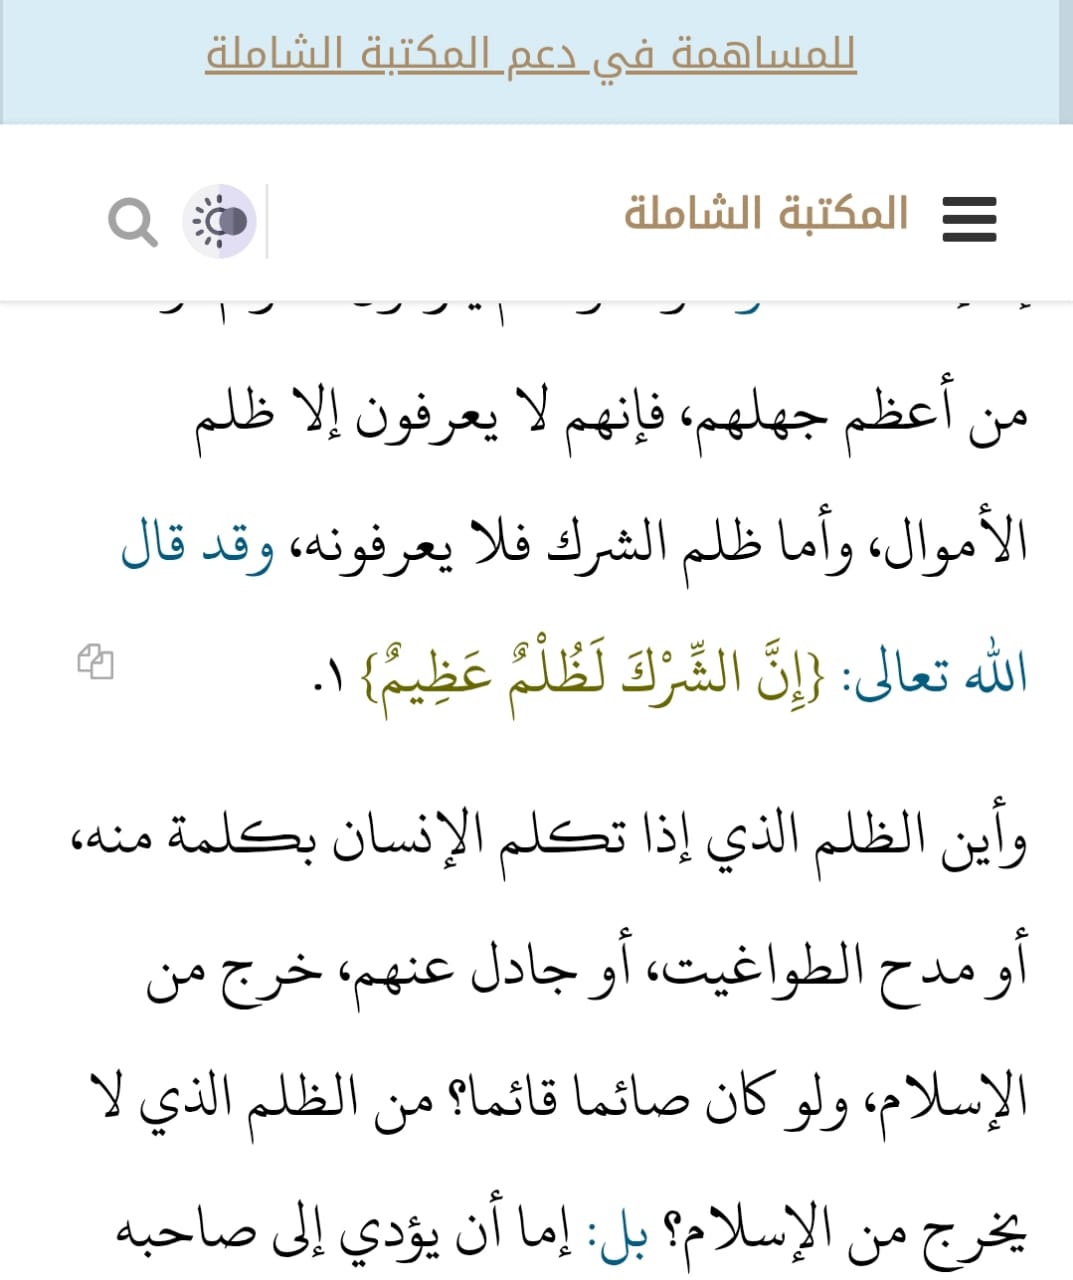 للمساهمة في دعم المكتبة الشاملة
المكتبة الشاملة
من أعظم جهلهم، فإنهم لا يعرفون إلا ظلم
الأموال، وأما ظلم الشرك فلا يعرفونه، وقد قال
الله تعالى: {إِنَّ الشِّرْكَ لَظُلْمٌ عَظِيمٌ} ١.
وأين الظلم الذي إذا تكلم الإنسان بكلمة منه،
أو مدح الطواغيت، أو جادل عنهم، خرج من
الإسلام، ولو كان صائما قائما؟ من الظلم الذي لا
يخرج من الإسلام؟ بل: إما أن يؤدي إلى صاحبه